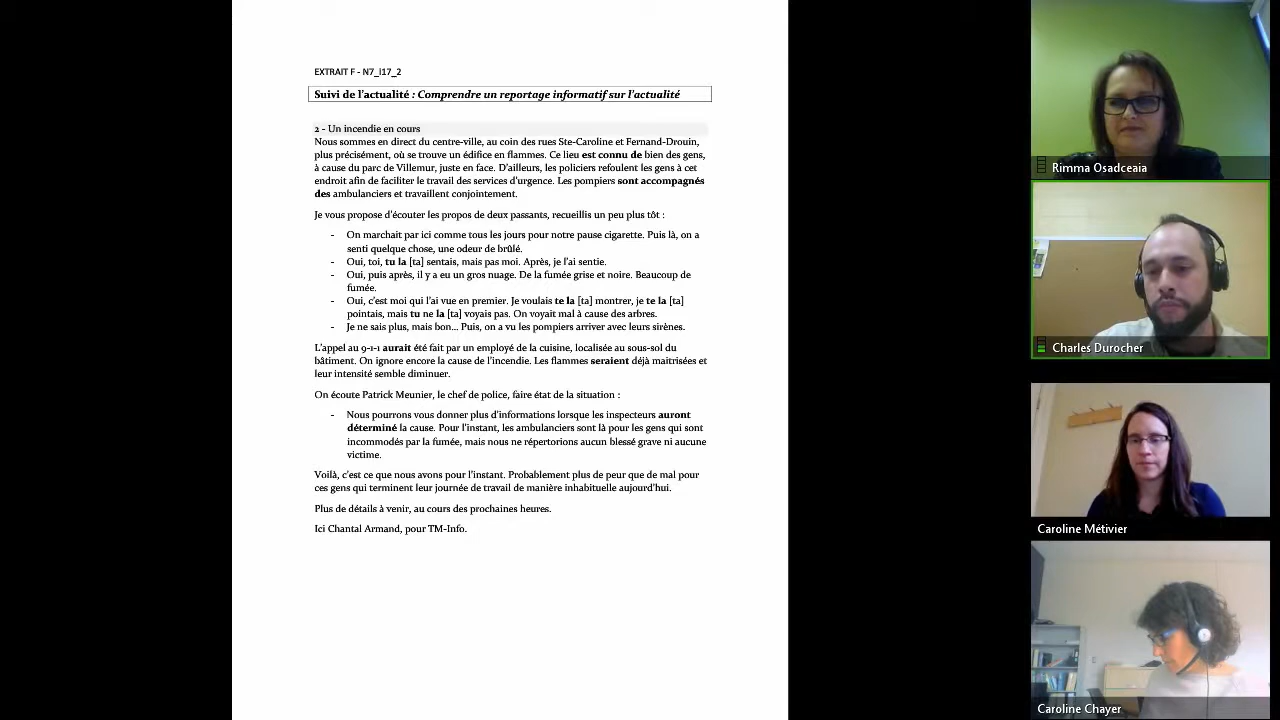 EXTRAIT F - N7_I17_2
Suivi de l'actualité : Comprendre un reportage informatif sur l'actualité
2 - Un incendie en cours
Nous sommes en direct du centre-ville, au coin des rues Ste-Caroline et Fernand-Drouin,
plus précisément, où se trouve un édifice en flammes. Ce lieu est connu de bien des gens,
à cause du parc de Villemur, juste en face. D'ailleurs, les policiers refoulent les gens à cet
endroit afin de faciliter le travail des services d'urgence. Les pompiers sont accompagnés
des ambulanciers et travaillent conjointement.
Je vous propose d'écouter les propos de deux passants, recueillis un peu plus tôt :
- On marchait par ici comme tous les jours pour notre pause cigarette. Puis là, on a
senti quelque chose, une odeur de brûlé.
- Oui, toi, tu la [ta] sentais, mais pas moi. Après, je l'ai sentie.
- Oui, puis après, il y a eu un gros nuage. De la fumée grise et noire. Beaucoup de
fumée.
- Oui, c'est moi qui l'ai vue en premier. Je voulais te la [ta] montrer, je te la [ta]
pointais, mais tu ne la [ta] voyais pas. On voyait mal à cause des arbres.
- Je ne sais plus, mais bon... Puis, on a vu les pompiers arriver avec leurs sirènes.
L'appel au 9-1-1 aurait été fait par un employé de la cuisine, localisée au sous-sol du
bâtiment. On ignore encore la cause de l'incendie. Les flammes seraient déjà maitrisées et
leur intensité semble diminuer.
On écoute Patrick Meunier, le chef de police, faire état de la situation :
- Nous pourrons vous donner plus d'informations lorsque les inspecteurs auront
déterminé la cause. Pour l'instant, les ambulanciers sont là pour les gens qui sont
incommodés par la fumée, mais nous ne répertorions aucun blessé grave ni aucune
victime.
Voilà, c'est ce que nous avons pour l'instant. Probablement plus de peur que de mal pour
ces gens qui terminent leur journée de travail de manière inhabituelle aujourd'hui.
Plus de détails à venir, au cours des prochaines heures.
Ici Chantal Armand, pour TM-Info.
Rimma Osadceaia
Charles Durocher
Caroline Métivier
Caroline Chayer